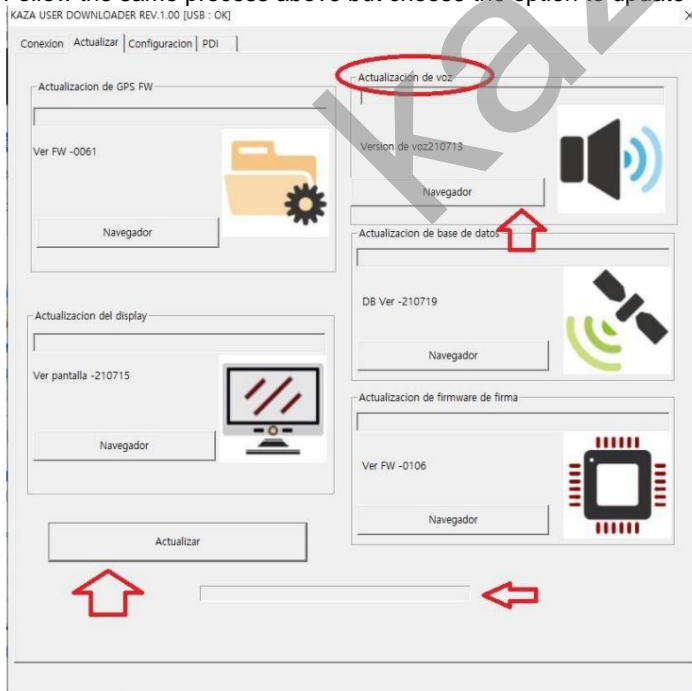 Follow the same process above but choose the option to update
KAZA USER DOWNLOADER REV.1.00 [USB : OK]
Conexion Actualizar Configuracion PDI
Actualizacion de GPS FW
Ver FW -0061
Navegador
Actualizacion de voz
Version de voz210713
Navegador
Actualizacion de base de datos
DB Ver -210719
Navegador
Actualizacion del display
Ver pantalla -210715
Navegador
Actualizacion de firmware de firma
Ver FW -0106
Navegador
Actualizar
kaz